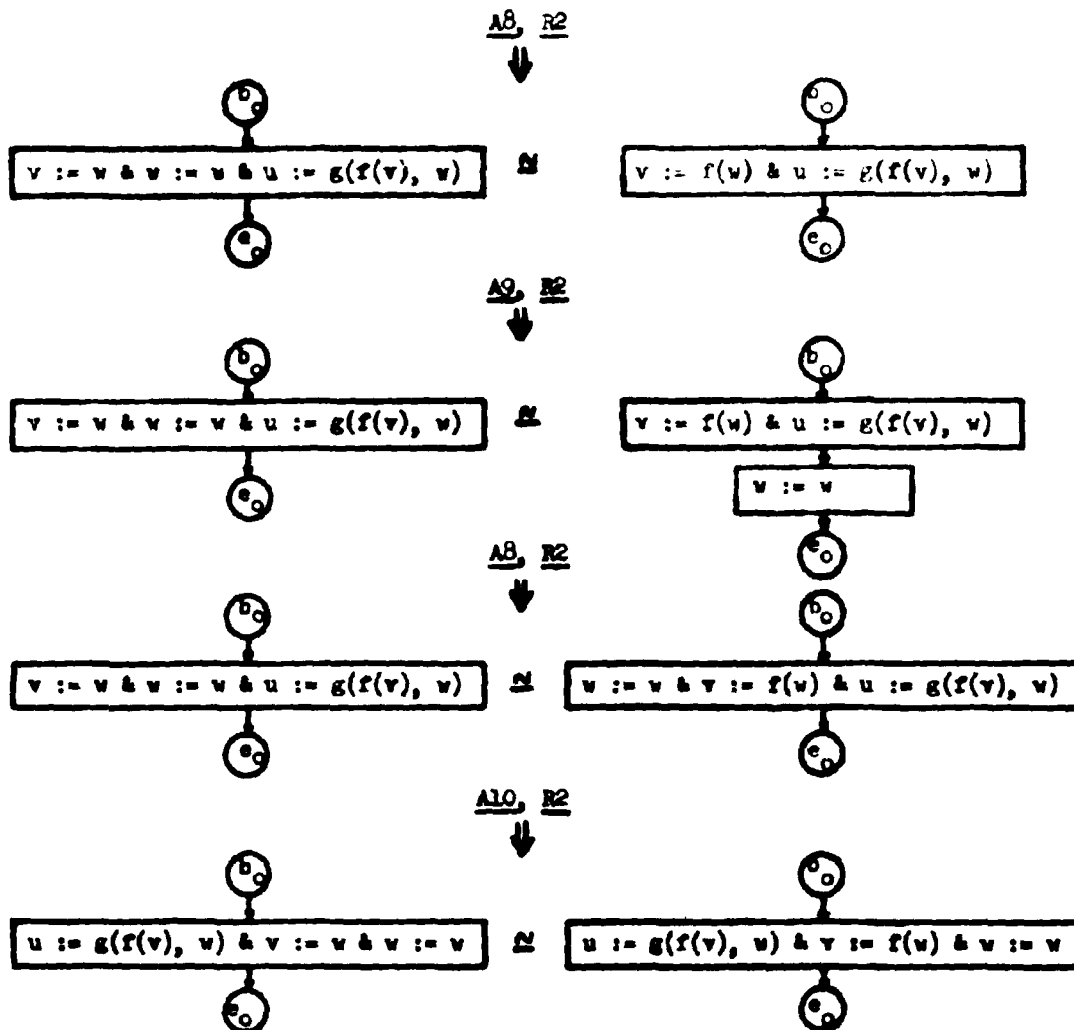 A8, R2
b₀ b₀
v := w & w := w & u := g(f(v), w) ≃ v := f(w) & u := g(f(v), w)
e₀ e₀
A9, R2
b₀ b₀
v := w & w := w & u := g(f(v), w) ≃ v := f(w) & u := g(f(v), w)
w := w
e₀ e₀
A8, R2
b₀ b₀
v := w & w := w & u := g(f(v), w) ≃ w := w & v := f(w) & u := g(f(v), w)
e₀ e₀
A10, R2
b₀ b₀
u := g(f(v), w) & v := w & w := w ≃ u := g(f(v), w) & v := f(w) & w := w
e₀ e₀